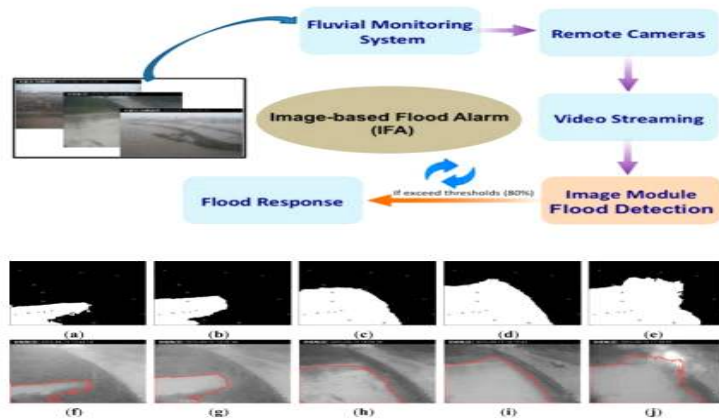 Fluvial Monitoring
System
Remote Cameras
Image-based Flood Alarm
(IFA)
Video Streaming
if exceed thresholds (80%)
Flood Response
Image Module
Flood Detection
(a)
(b)
(c)
(d)
(e)
(f)
(g)
(h)
(i)
(j)